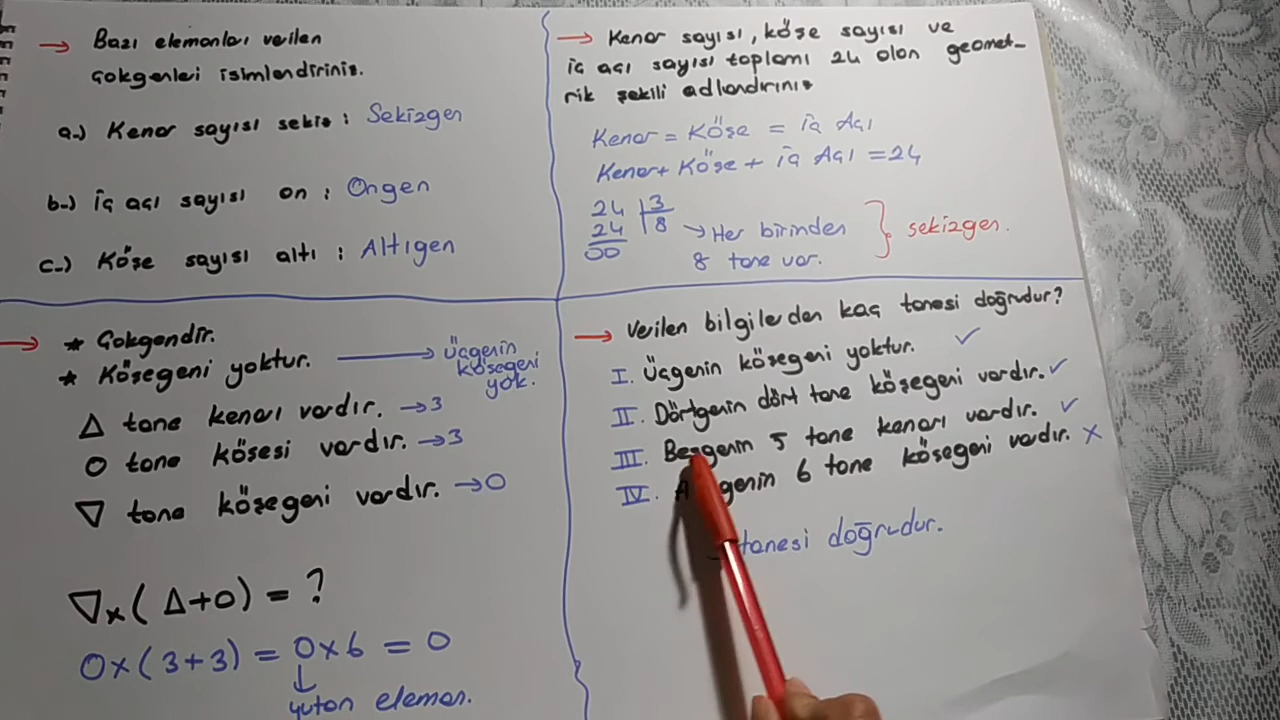 → Bazı elemanları verilen
çokgenleri isimlendiriniz.
a-) Kenar sayısı sekiz : Sekizgen
b-) iç açı sayısı on : Ongen
c-) Köşe sayısı altı : Altıgen
→ Kenar sayısı, köşe sayısı ve
iç açı sayısı toplamı 24 olan geomet-
rik şekili adlandırınız
Kenar = Köşe = iç Açı
Kenar + Köşe + iç Açı = 24
24 | 3
24 | 8 → Her birinden } sekizgen.
00 8 tane var.
→ * Çokgendir.
* Köşegeni yoktur. → üçgenin
köşegeni
yok.
△ tane kenarı vardır. → 3
O tane köşesi vardır. → 3
▽ tane köşegeni vardır. → 0
▽ x ( △ + O ) = ?
0 x ( 3 + 3 ) = 0 x 6 = 0
↓
yutan eleman.
→ Verilen bilgilerden kaç tanesi doğrudur?
I. Üçgenin köşegeni yoktur. ✓
II. Dörtgenin dört tane köşegeni vardır. ✓
III. Beşgenin 5 tane kenarı vardır. ✓
IV. 6 tane köşegeni vardır. X
tanesi doğrudur.